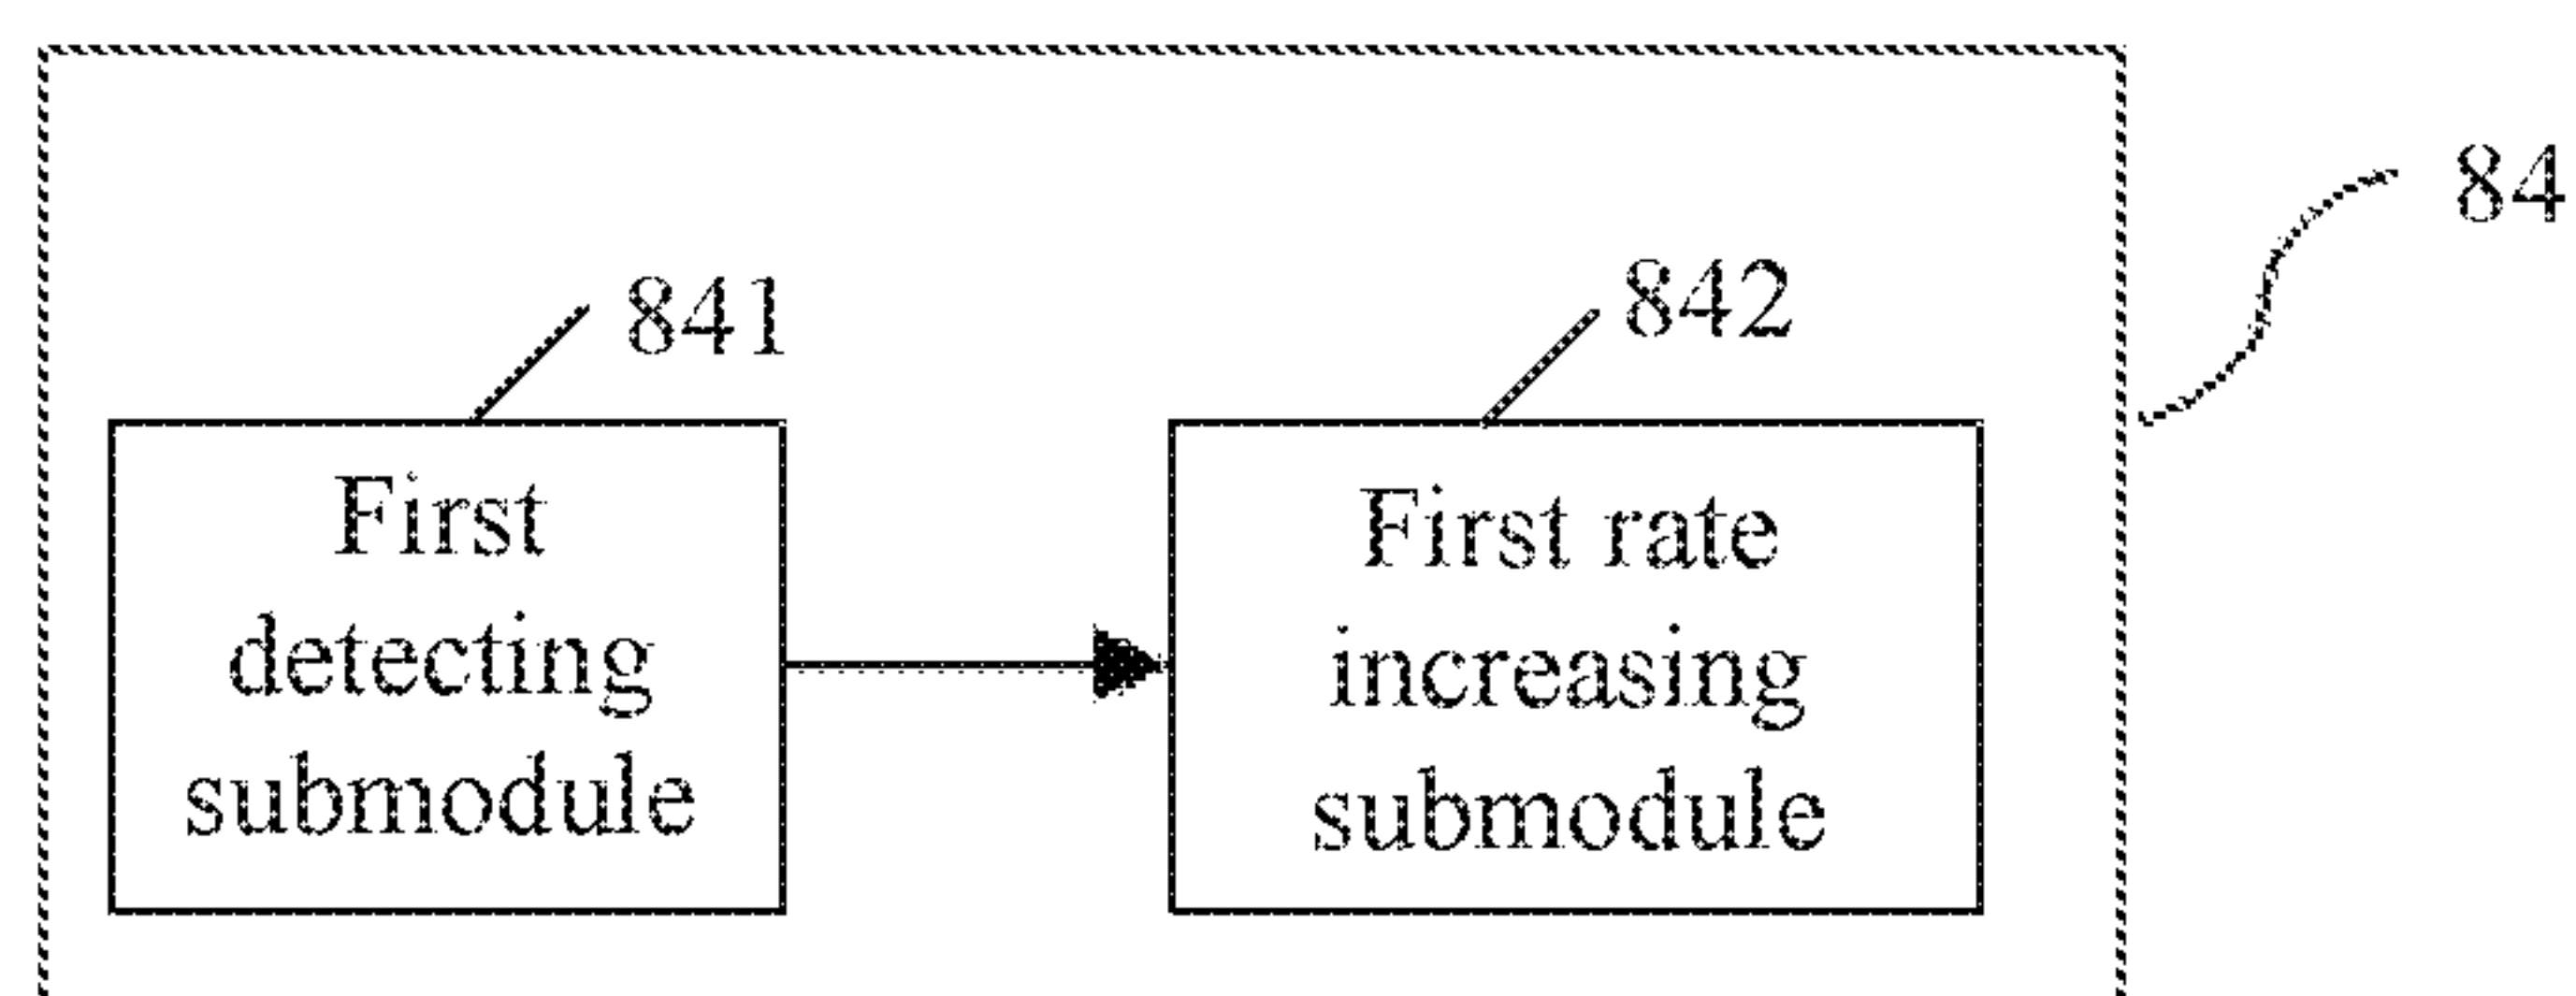 84
841
842
First
detecting
submodule
First rate
increasing
submodule